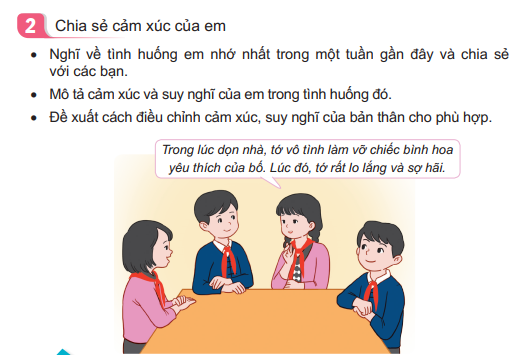 2 Chia sẻ cảm xúc của em
• Nghĩ về tình huống em nhớ nhất trong một tuần gần đây và chia sẻ
với các bạn.
• Mô tả cảm xúc và suy nghĩ của em trong tình huống đó.
• Đề xuất cách điều chỉnh cảm xúc, suy nghĩ của bản thân cho phù hợp.
Trong lúc dọn nhà, tớ vô tình làm vỡ chiếc bình hoa
yêu thích của bố. Lúc đó, tớ rất lo lắng và sợ hãi.